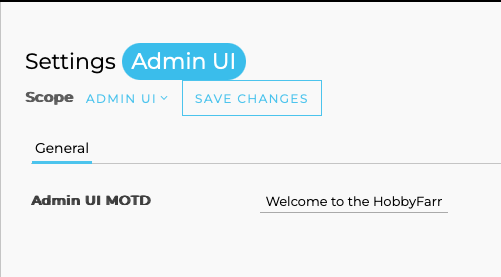 Settings Admin UI
Scope ADMIN UI SAVE CHANGES
General
Admin UI MOTD Welcome to the HobbyFarr